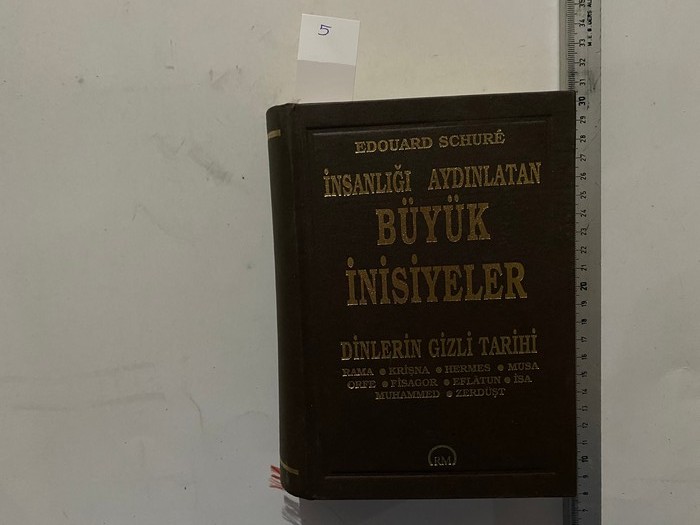 5
EDOUARD SCHURÉ
İNSANLIĞI AYDINLATAN
BÜYÜK
İNİSİYELER
DİNLERİN GİZLİ TARİHİ
RAMA ● KRİŞNA ● HERMES ● MUSA
ORFE ● FİSAGOR ● EFLATUN ● İSA
MUHAMMED ● ZERDÜŞT
RM